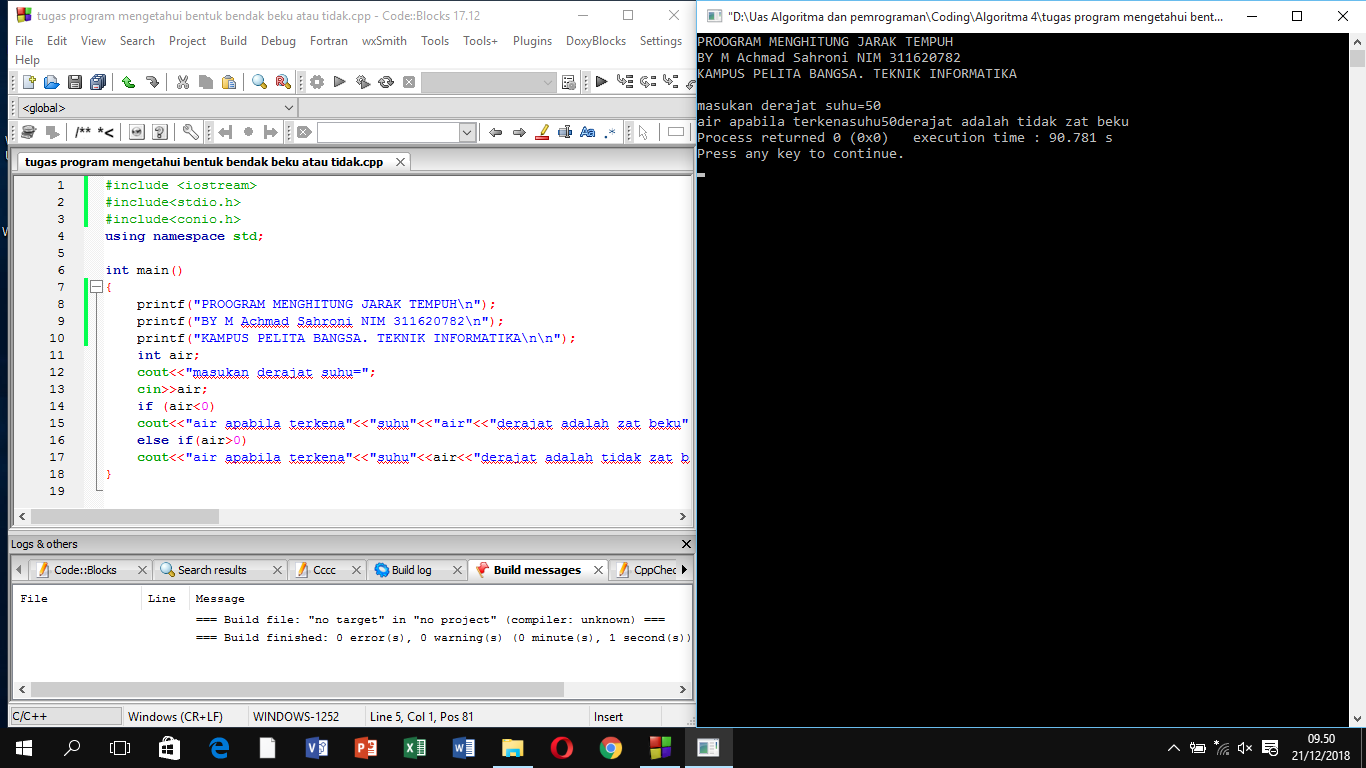 tugas program mengetahui bentuk bendak beku atau tidak.cpp - Code::Blocks 17.12
File Edit View Search Project Build Debug Fortran wxSmith Tools Tools+ Plugins DoxyBlocks Settings
Help
<global>
/** *<
Aa .*
tugas program mengetahui bentuk bendak beku atau tidak.cpp
1 #include <iostream>
2 #include<stdio.h>
3 #include<conio.h>
4 using namespace std;
5
6 int main()
7 {
8 printf("PROOGRAM MENGHITUNG JARAK TEMPUH\n");
9 printf("BY M Achmad Sahroni NIM 311620782\n");
10 printf("KAMPUS PELITA BANGSA. TEKNIK INFORMATIKA\n\n");
11 int air;
12 cout<<"masukan derajat suhu=";
13 cin>>air;
14 if (air<0)
15 cout<<"air apabila terkena"<<"suhu"<<"air"<<"derajat adalah zat beku"
16 else if(air>0)
17 cout<<"air apabila terkena"<<"suhu"<<air<<"derajat adalah tidak zat b
18 }
19
Logs & others
Code::Blocks Search results Cccc Build log Build messages CppChec
File Line Message
=== Build file: "no target" in "no project" (compiler: unknown) ===
=== Build finished: 0 error(s), 0 warning(s) (0 minute(s), 1 second(s))
C/C++ Windows (CR+LF) WINDOWS-1252 Line 5, Col 1, Pos 81 Insert
"D:\Uas Algoritma dan pemrograman\Coding\Algoritma 4\tugas program mengetahui bent...
PROOGRAM MENGHITUNG JARAK TEMPUH
BY M Achmad Sahroni NIM 311620782
KAMPUS PELITA BANGSA. TEKNIK INFORMATIKA
masukan derajat suhu=50
air apabila terkenasuhu50derajat adalah tidak zat beku
Process returned 0 (0x0) execution time : 90.781 s
Press any key to continue.
09.50
21/12/2018